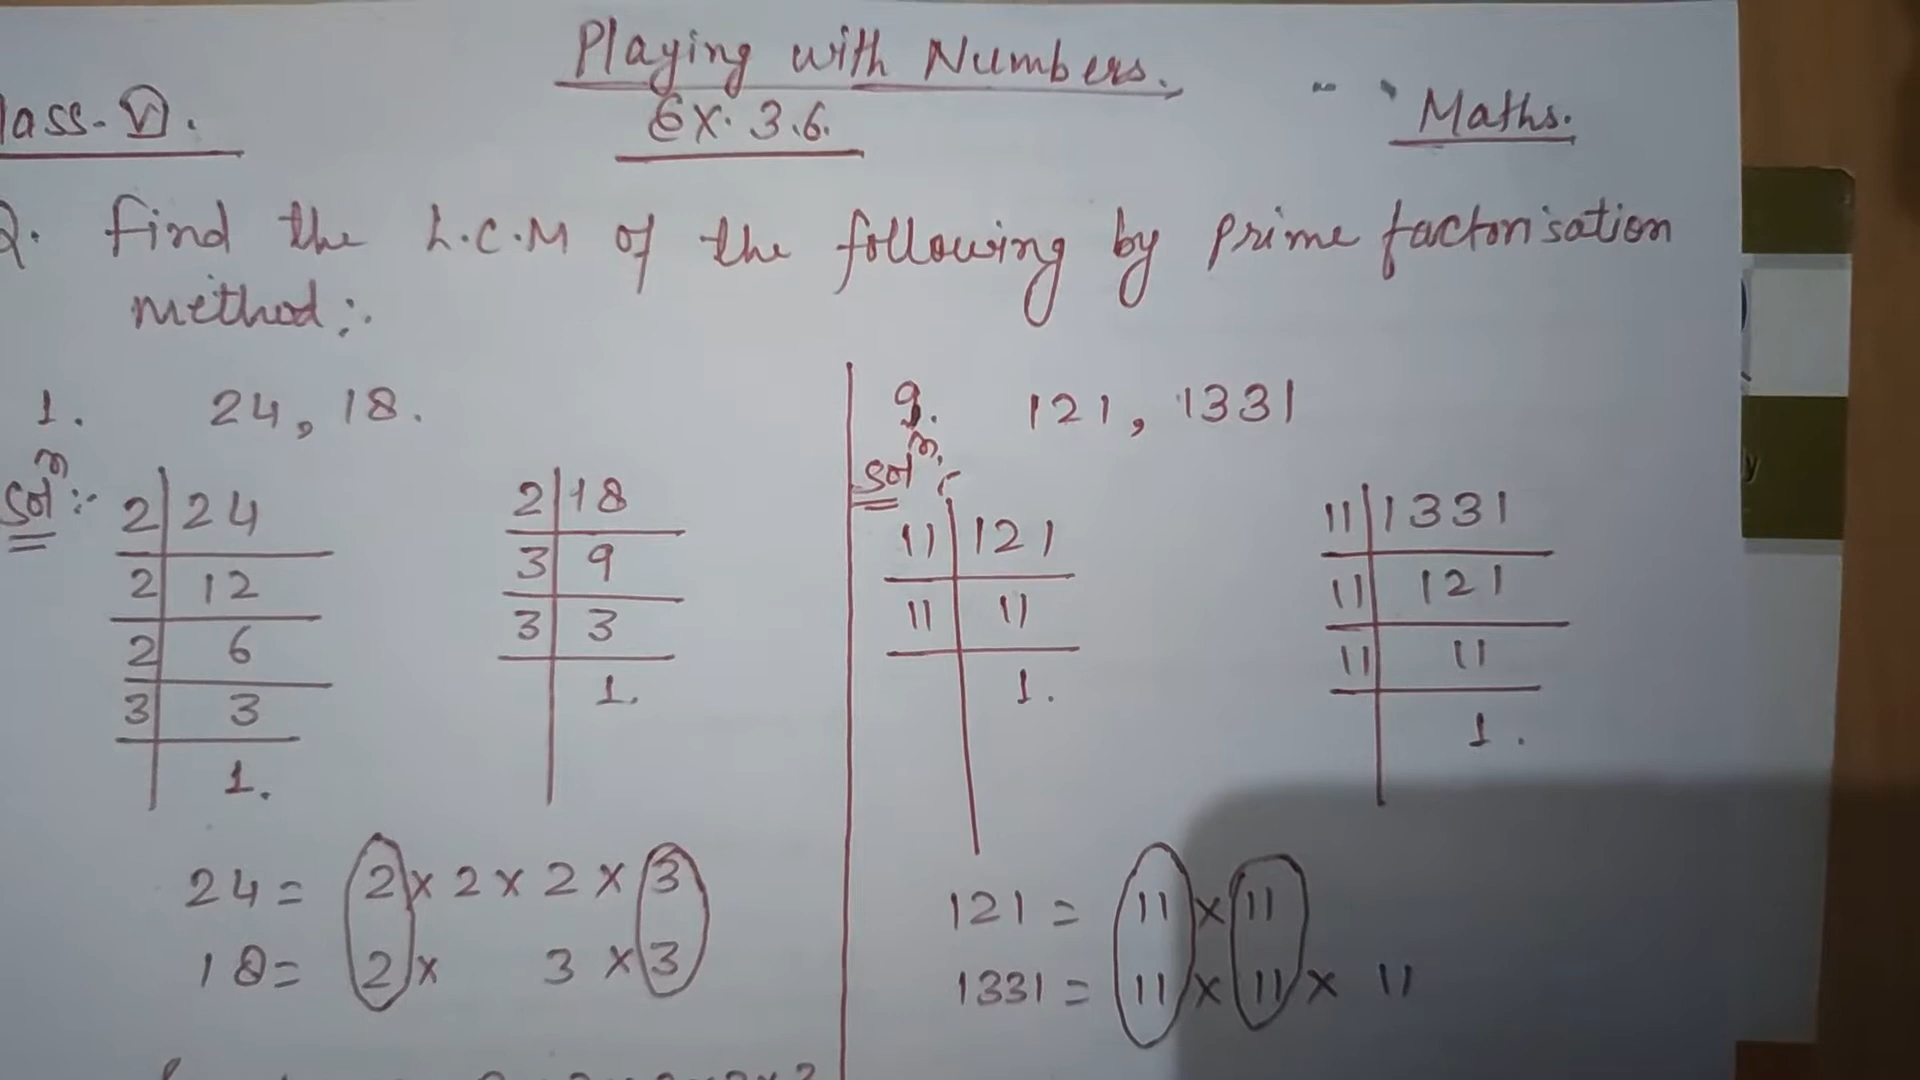 Playing with Numbers.
lass-V.
Ex. 3.6.
Maths.
Q. Find the L.C.M of the following by prime factorisation
method:.
1. 24, 18.
Solⁿ:-
2 | 24
2 | 12
2 | 6
3 | 3
1.
2 | 18
3 | 9
3 | 3
1.
24 = 2 x 2 x 2 x 3
18 = 2 x 3 x 3
9. 121, 1331
Solⁿ.
11 | 121
11 | 11
1.
11 | 1331
11 | 121
11 | 11
1.
121 = 11 x 11
1331 = 11 x 11 x 11